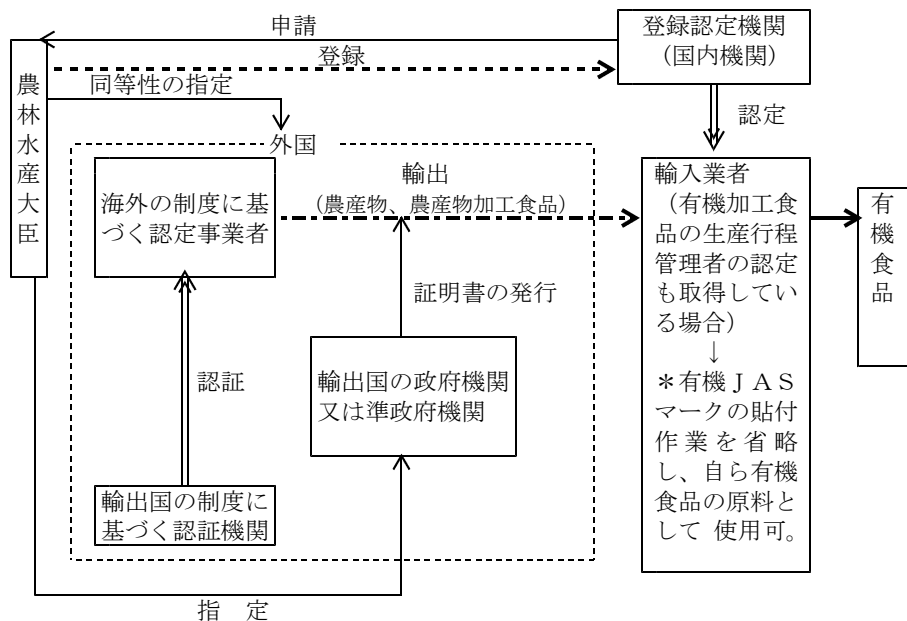 申請
登録
登録認定機関
（国内機関）
農林水産大臣
同等性の指定
認定
外国
海外の制度に基
づく認定事業者
輸出
（農産物、農産物加工食品）
輸入業者
（有機加工食
品の生産行程
管理者の認定
も取得してい
る場合）
↓
＊有機ＪＡＳ
マークの貼付
作業を省略
し、自ら有機
食品の原料と
して 使用可。
有機食品
証明書の発行
認証
輸出国の政府機関
又は準政府機関
輸出国の制度に
基づく認証機関
指　定